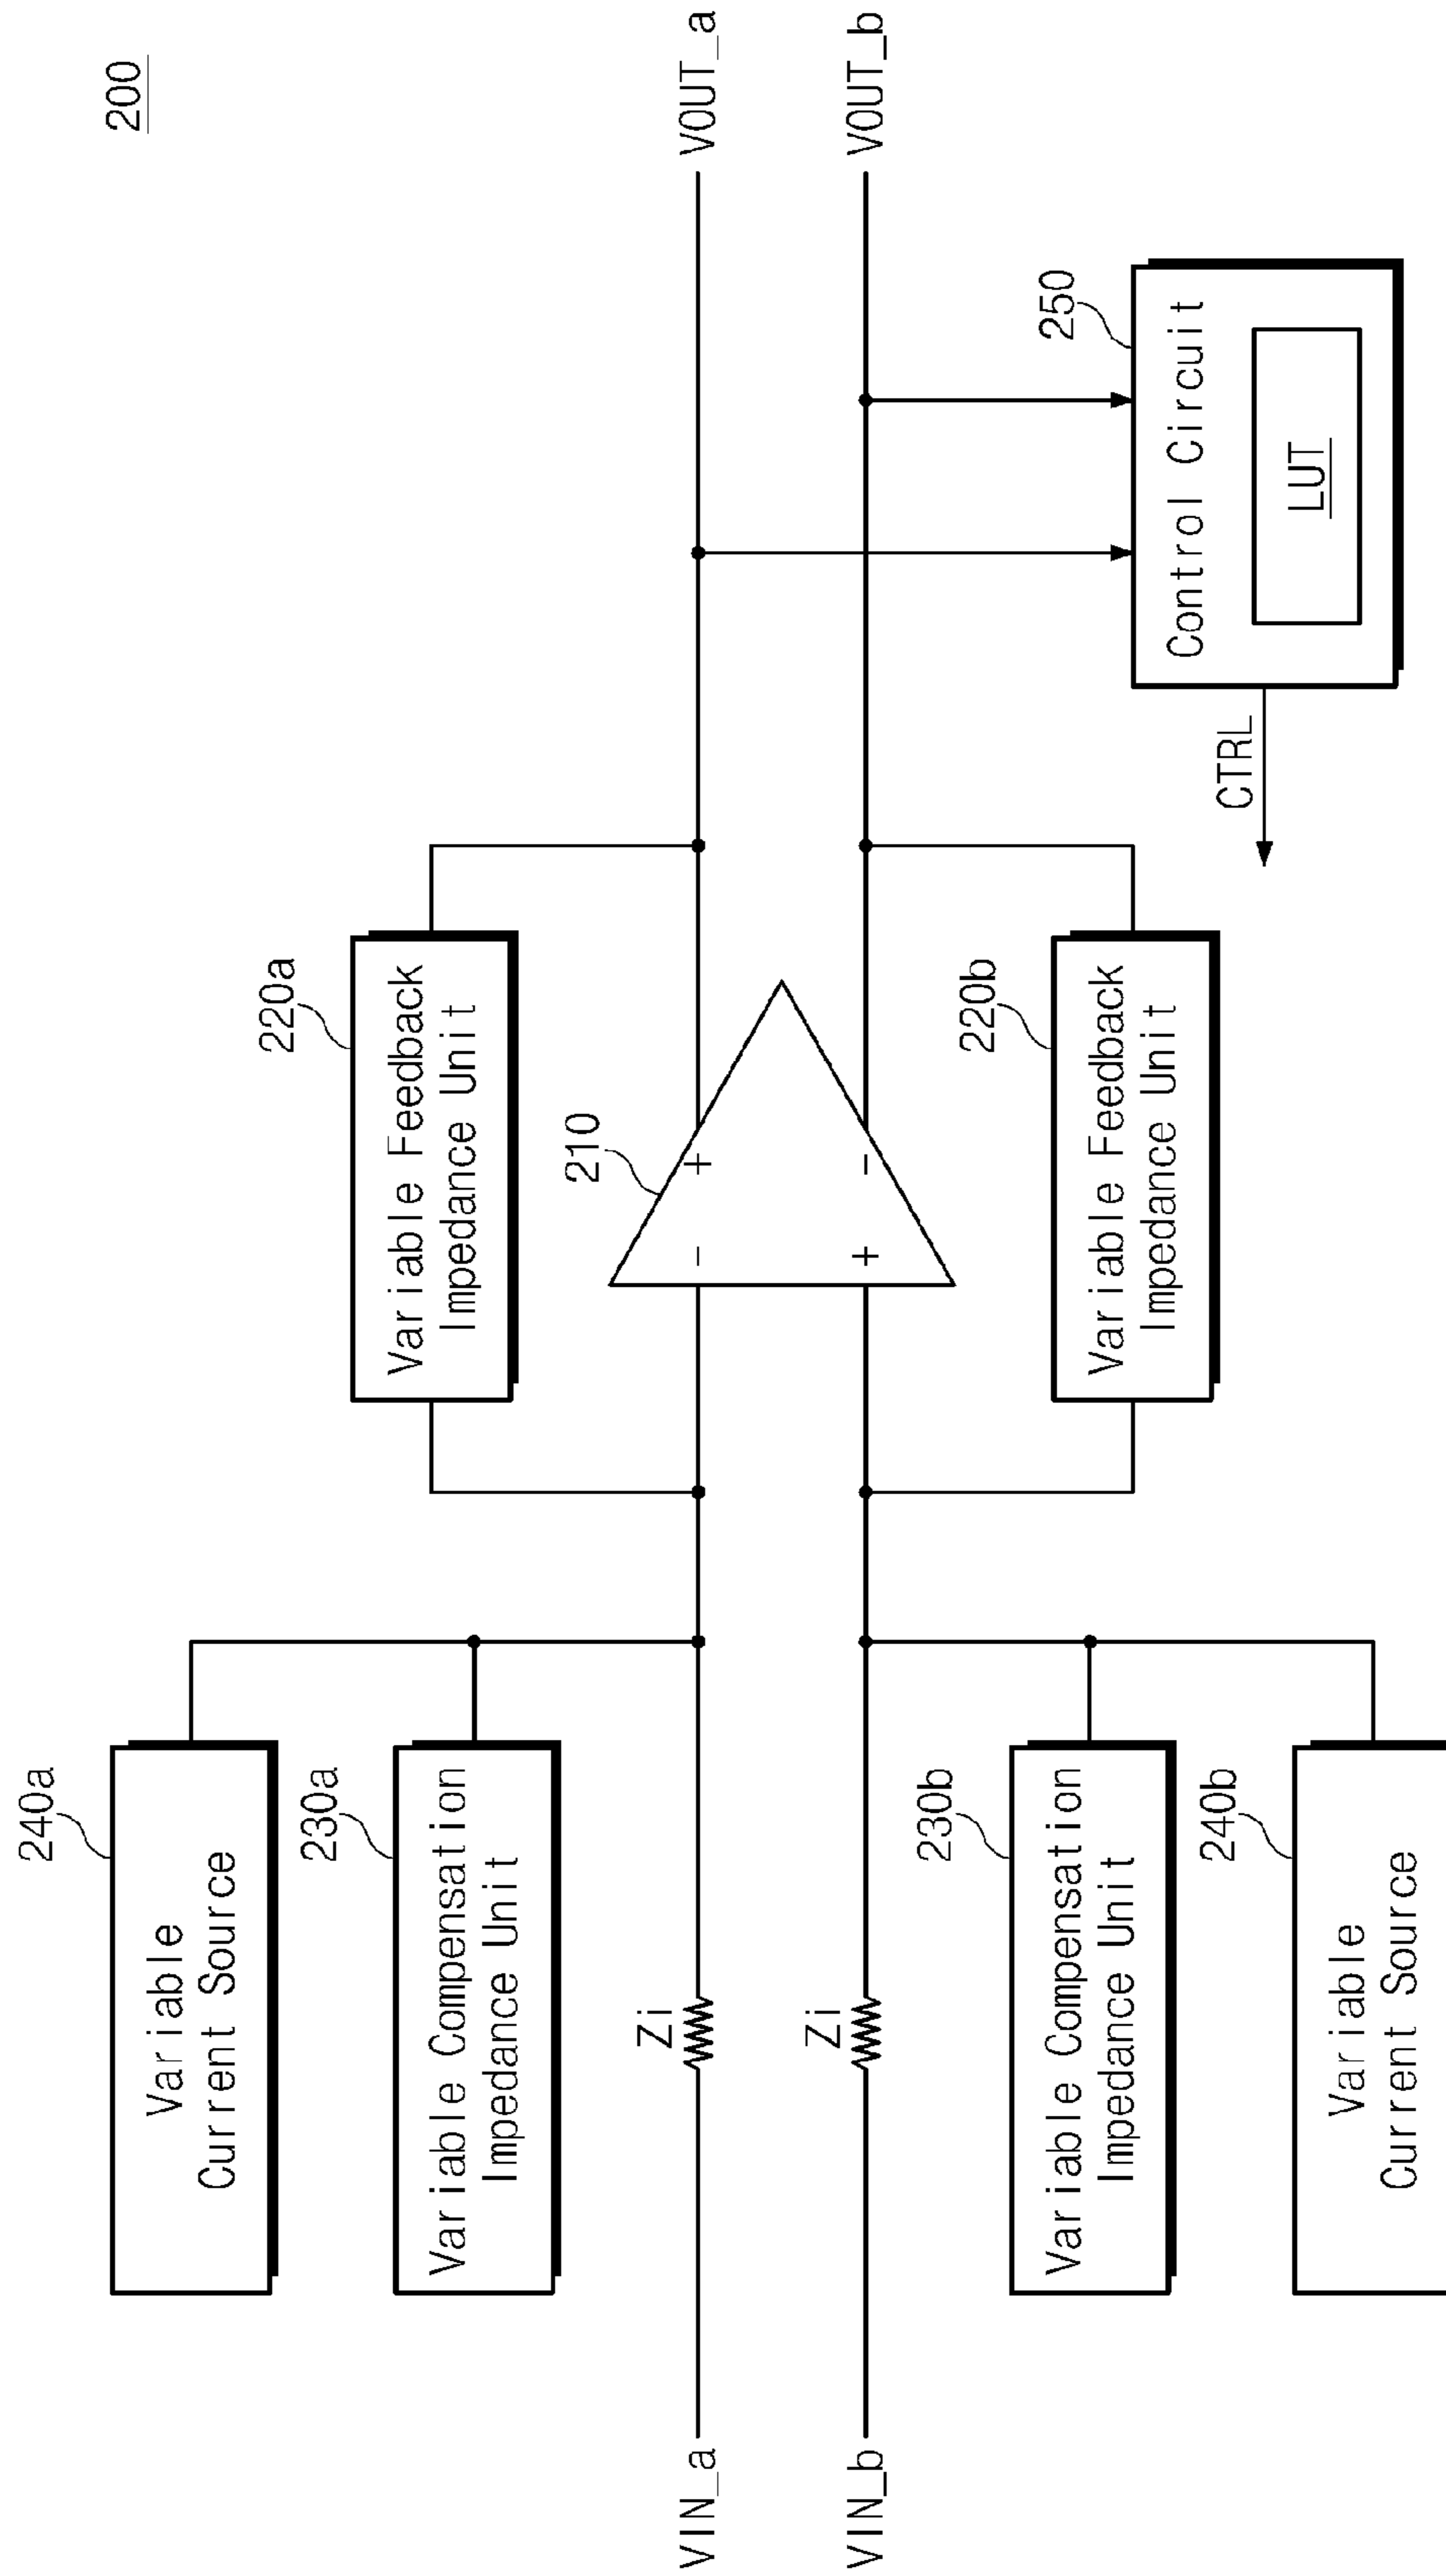 200
240a
Variable
Current Source
230a
Variable Compensation
Impedance Unit
220a
Variable Feedback
Impedance Unit
210
VIN_a
Zi
-
+
VOUT_a
VIN_b
Zi
+
-
VOUT_b
230b
Variable Compensation
Impedance Unit
220b
Variable Feedback
Impedance Unit
250
Control Circuit
LUT
CTRL
240b
Variable
Current Source